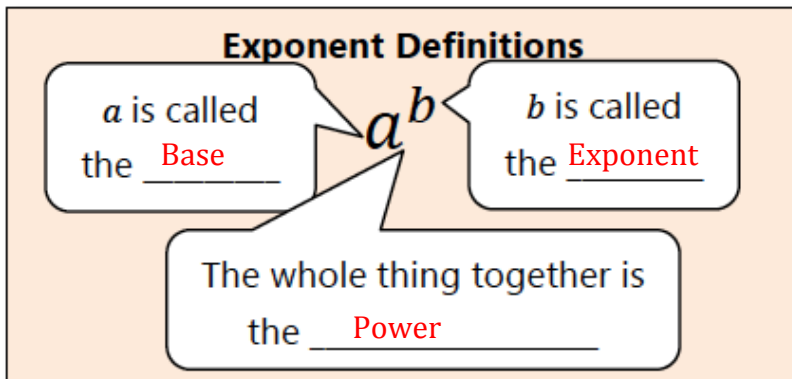 Exponent Definitions
a is called
the Base
a^b
b is called
the Exponent
The whole thing together is
the Power